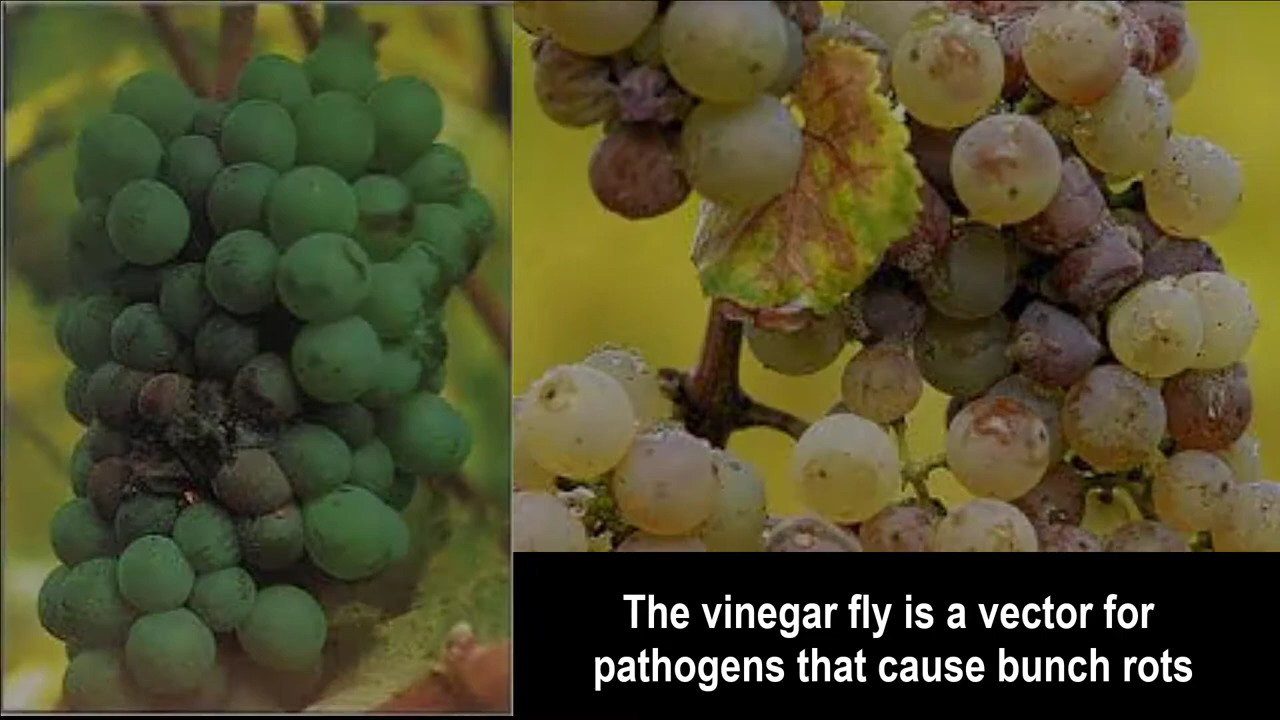 The vinegar fly is a vector for
pathogens that cause bunch rots